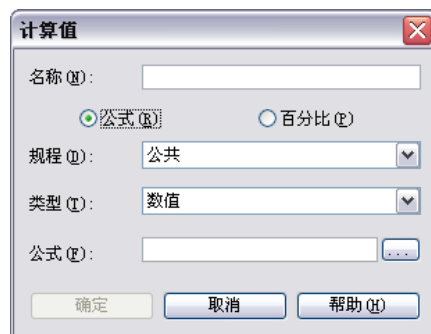 计算值
名称(N):
公式(R) 百分比(P)
规程(D): 公共
类型(T): 数值
公式(F): ...
确定 取消 帮助(H)